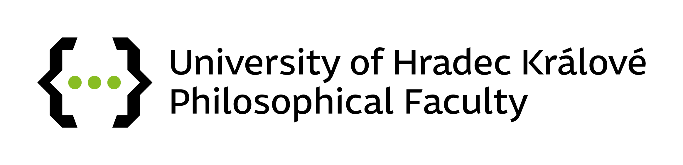 University of Hradec Králové
Philosophical Faculty